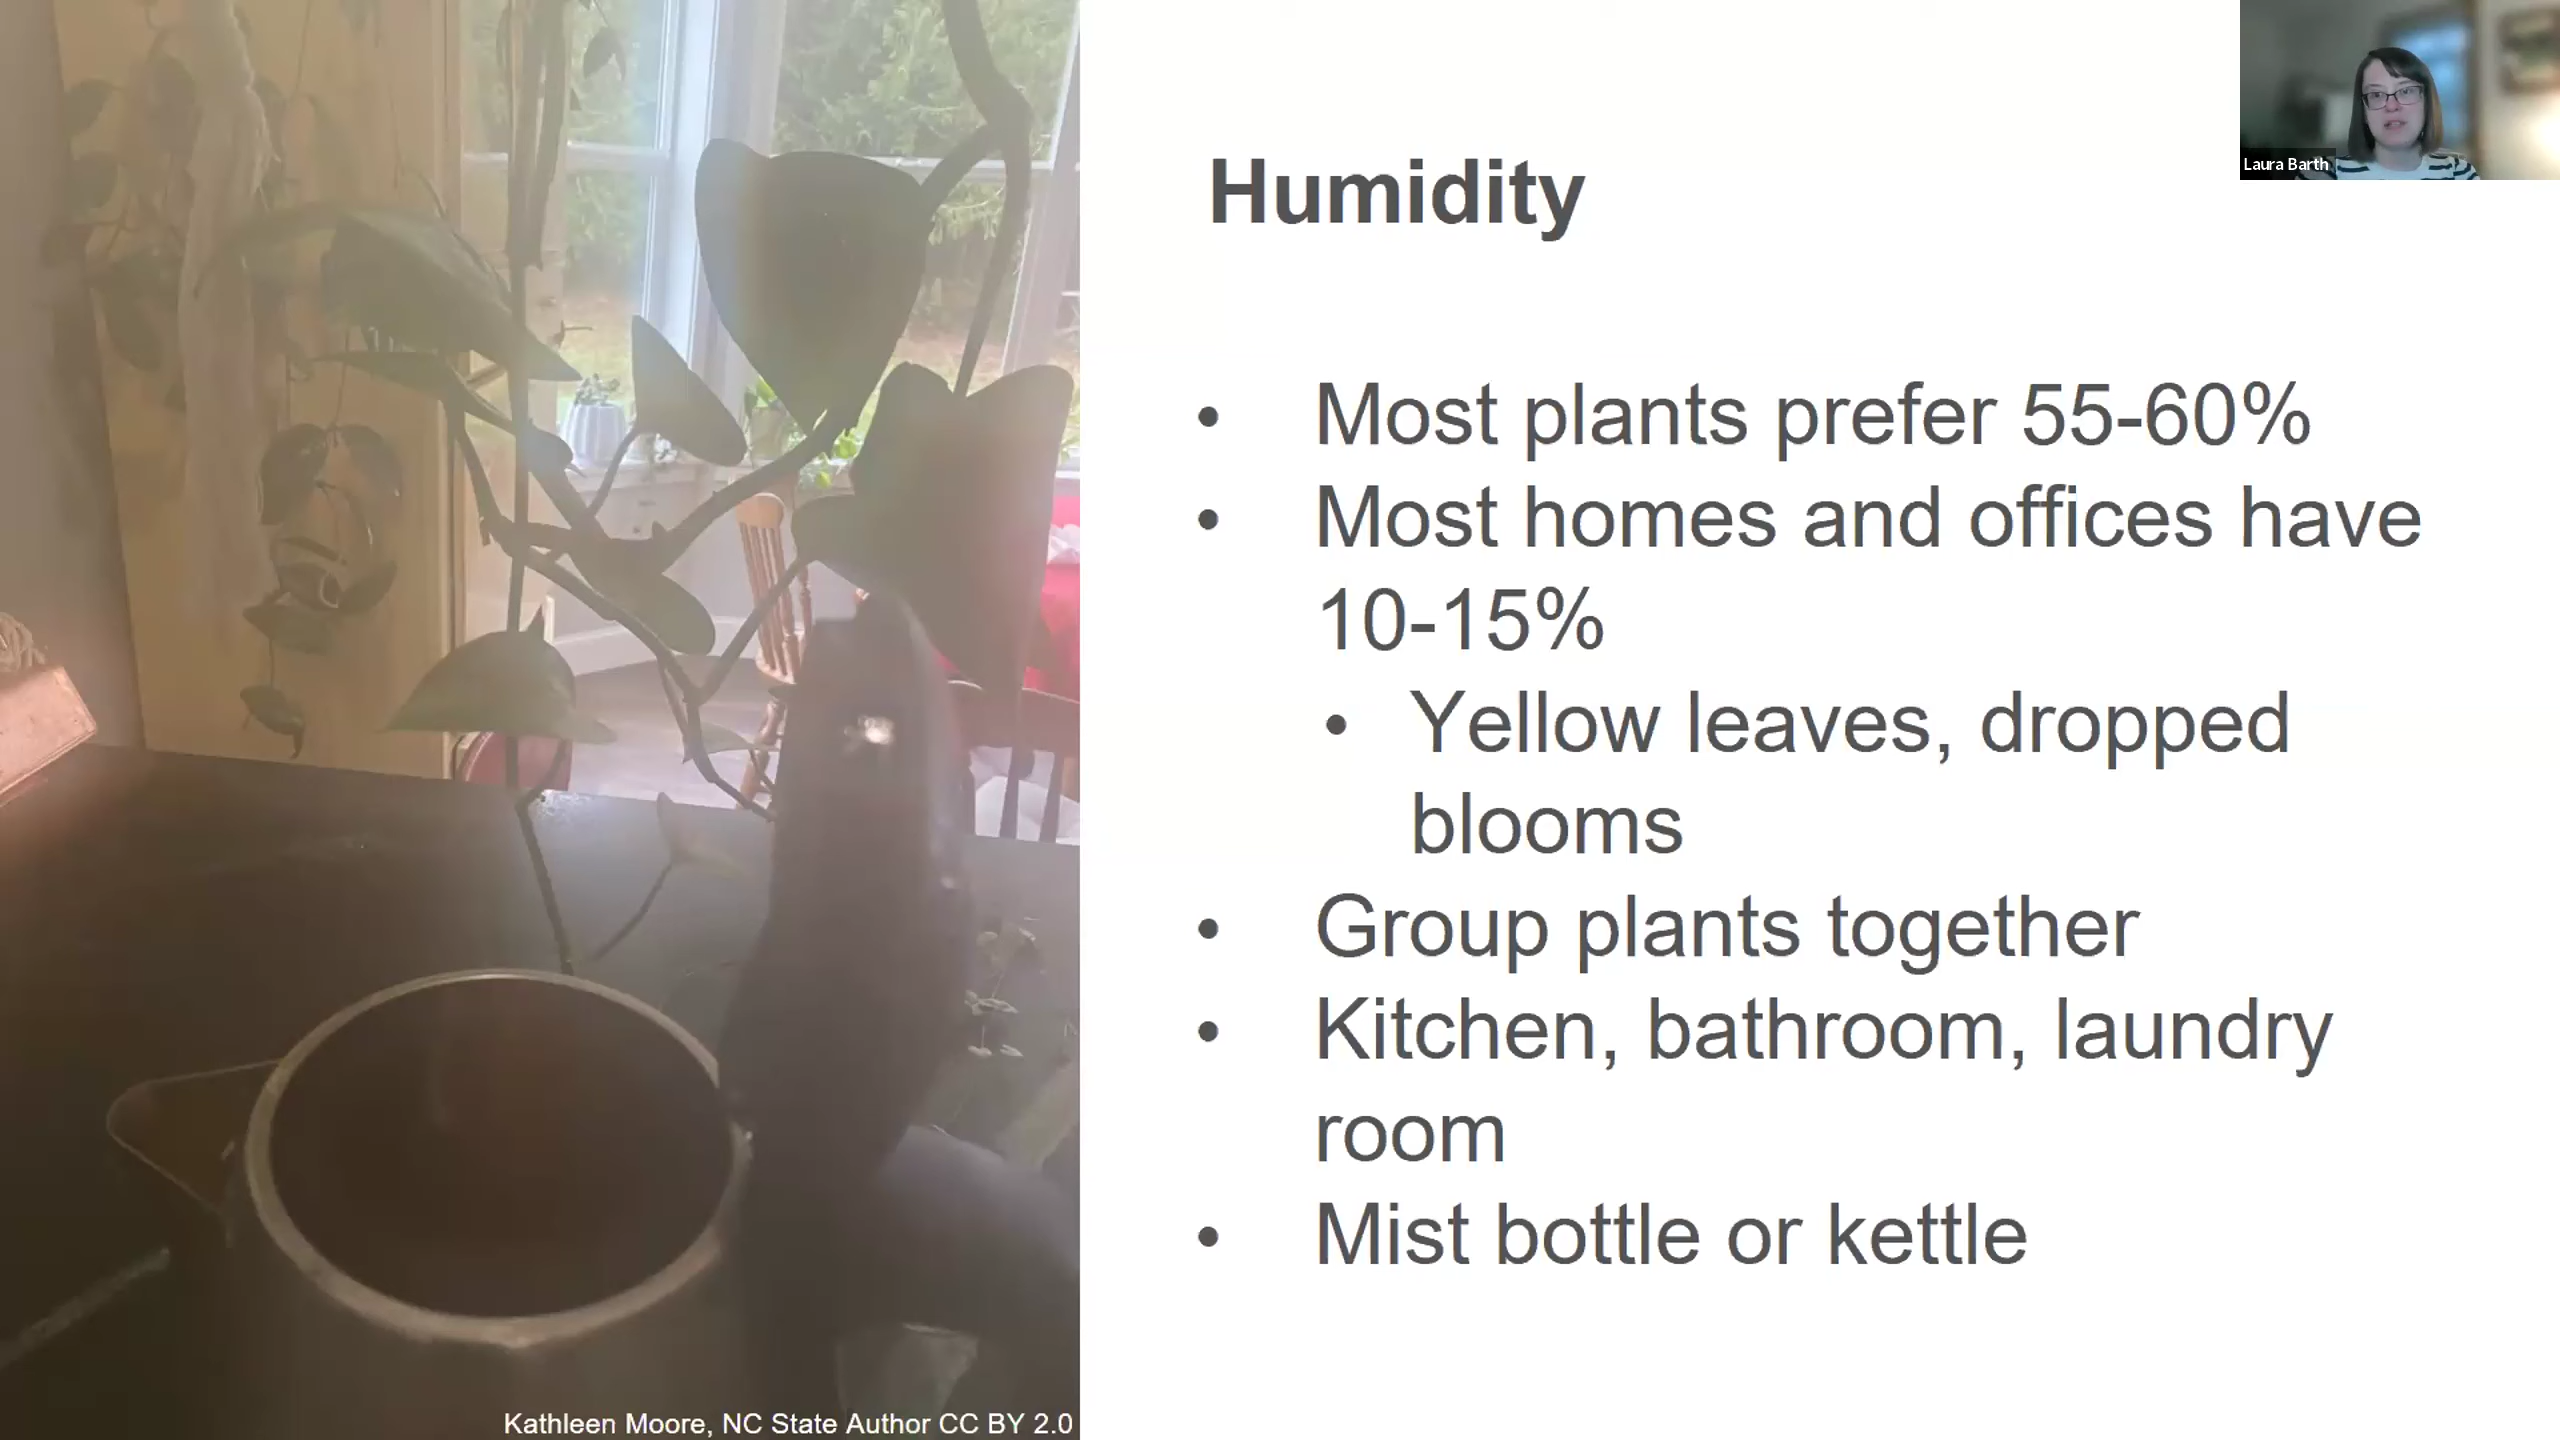 Laura Barth
Humidity
• Most plants prefer 55-60%
• Most homes and offices have
10-15%
• Yellow leaves, dropped
blooms
• Group plants together
• Kitchen, bathroom, laundry
room
• Mist bottle or kettle
Kathleen Moore, NC State Author CC BY 2.0